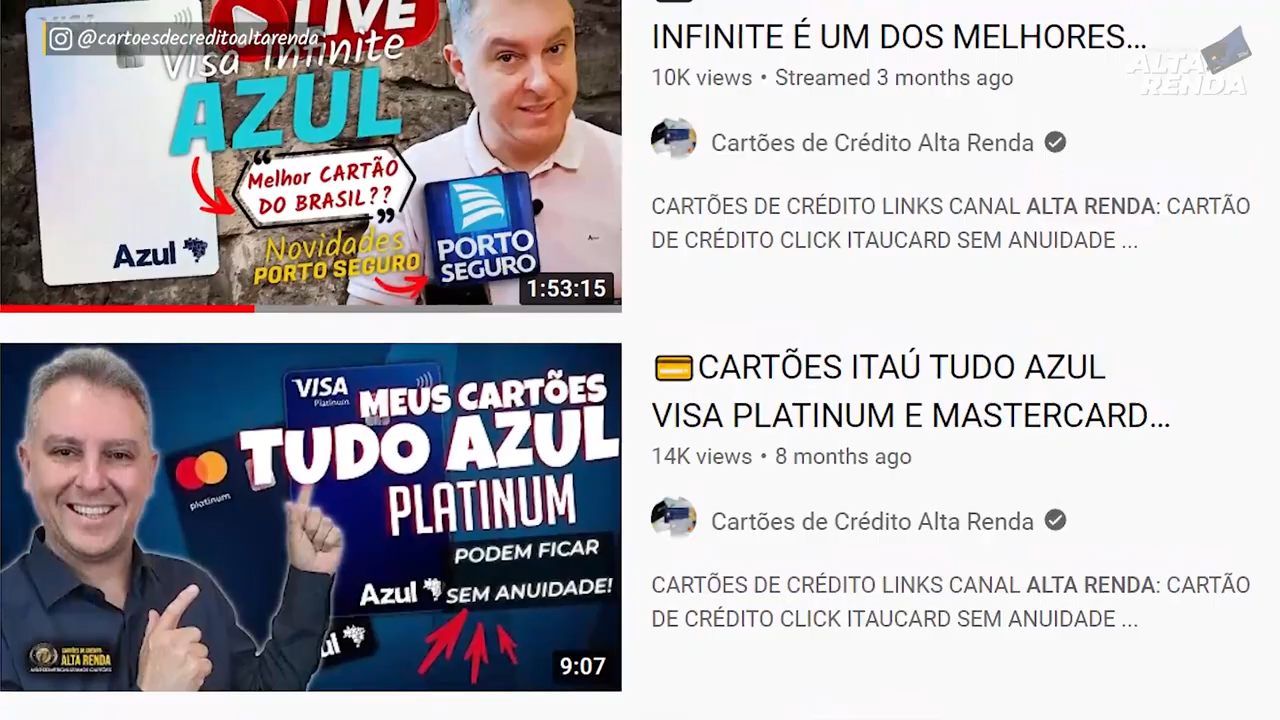 VISA
LIVE
@cartoesdecreditoaltarenda
Visa Infinite
AZUL
“Melhor CARTÃO
DO BRASIL??”
Azul
Novidades
PORTO SEGURO
PORTO
SEGURO
1:53:15
INFINITE É UM DOS MELHORES...
10K views • Streamed 3 months ago
ALTA
RENDA
Cartões de Crédito Alta Renda
CARTÕES DE CRÉDITO LINKS CANAL ALTA RENDA: CARTÃO
DE CRÉDITO CLICK ITAUCARD SEM ANUIDADE ...
VISA
Platinum
MEUS CARTÕES
TUDO AZUL
PLATINUM
platinum
PODEM FICAR
SEM ANUIDADE!
Azul
ul
CARTÕES DE CRÉDITO
ALTA RENDA
9:07
CARTÕES ITAÚ TUDO AZUL
VISA PLATINUM E MASTERCARD...
14K views • 8 months ago
Cartões de Crédito Alta Renda
CARTÕES DE CRÉDITO LINKS CANAL ALTA RENDA: CARTÃO
DE CRÉDITO CLICK ITAUCARD SEM ANUIDADE ...